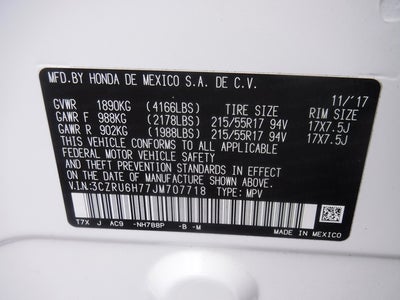 MFD.BY HONDA DE MEXICO S.A. DE C.V.
11/'17
GVWR 1890KG (4166LBS) TIRE SIZE RIM SIZE
GAWR F 988KG (2178LBS) 215/55R17 94V 17X7.5J
GAWR R 902KG (1988LBS) 215/55R17 94V 17X7.5J
THIS VEHICLE CONFORMS TO ALL APPLICABLE
FEDERAL MOTOR VEHICLE SAFETY, BUMPER, AND
THEFT PREVENTION STANDARDS IN EFFECT ON THE
DATE OF MANUFACTURE SHOWN ABOVE.
V.I.N:3CZRU6H77JM707718 TYPE: MPV
T7X J AC9 -NH788P -B -M
MADE IN MEXICO